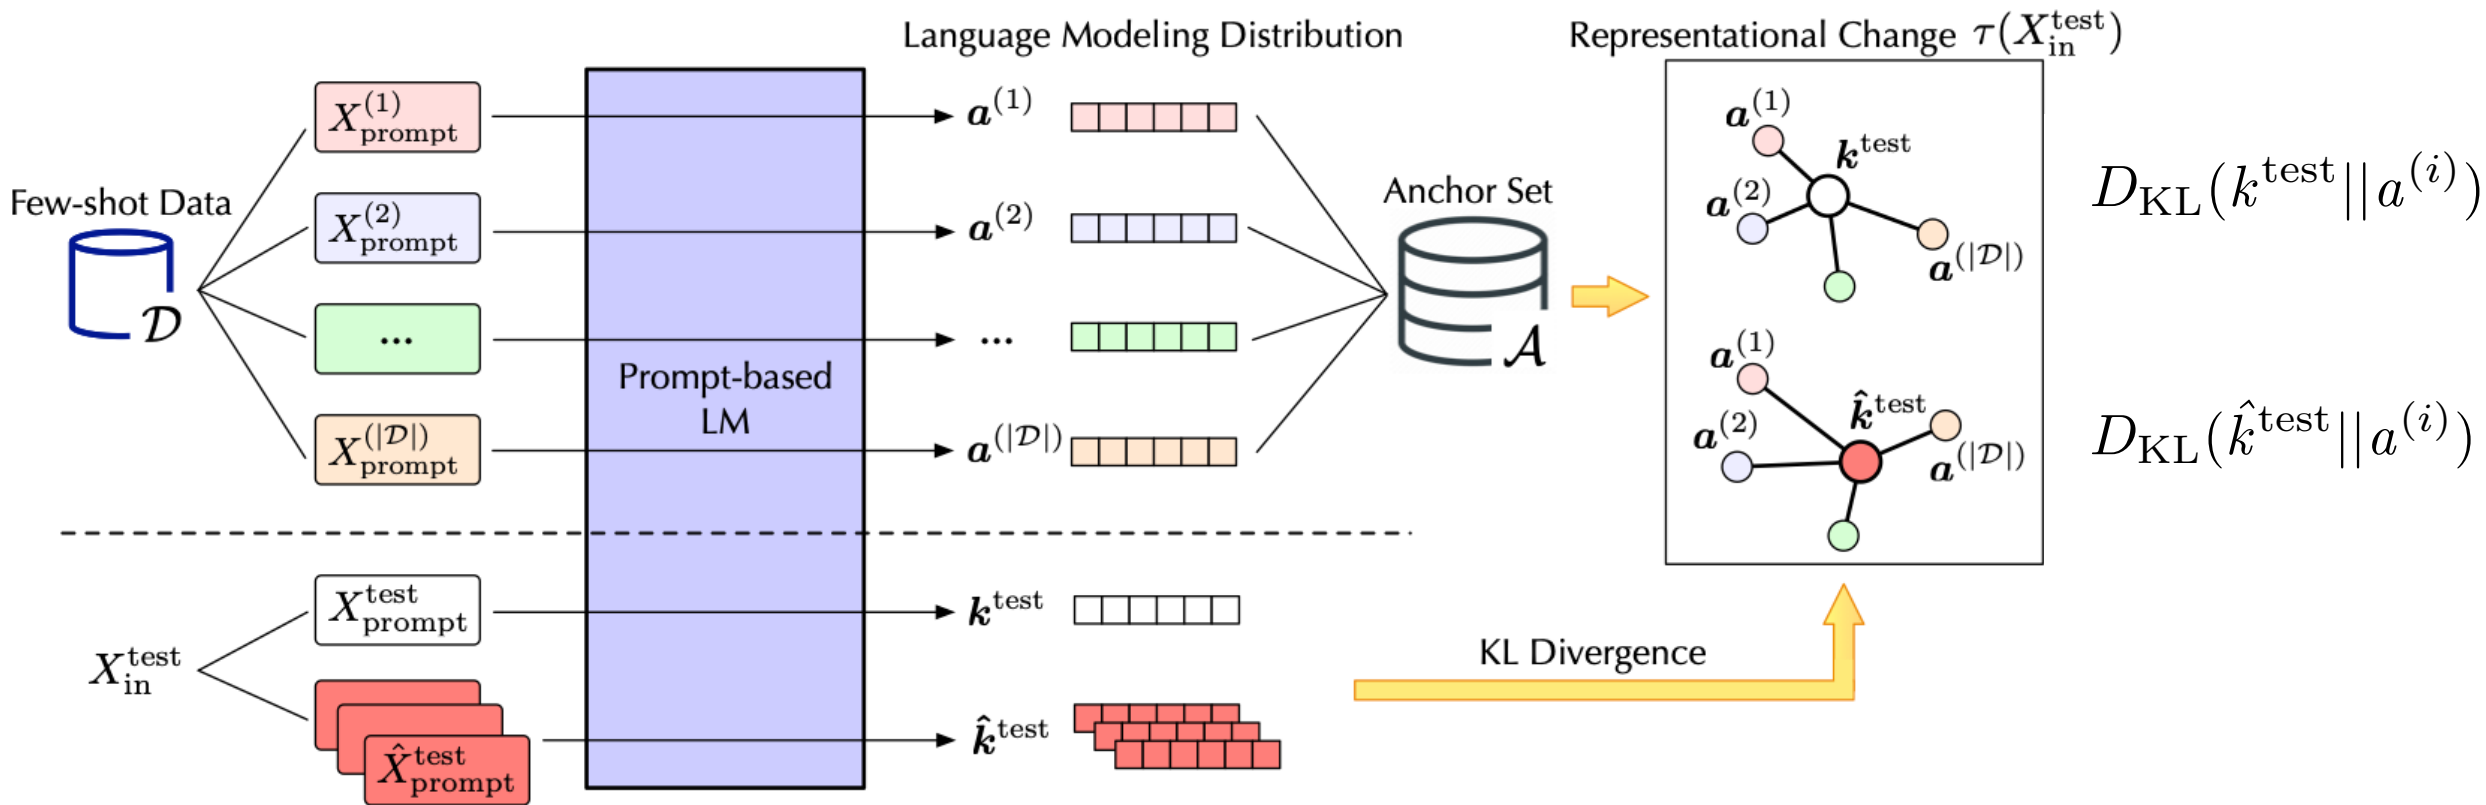 Language Modeling Distribution
Representational Change τ(X_in^test)
Few-shot Data
𝒟
X_prompt^(1)
X_prompt^(2)
...
X_prompt^(|𝒟|)
Prompt-based
LM
a^(1)
a^(2)
...
a^(|𝒟|)
Anchor Set
𝒜
a^(1)
k^test
a^(2)
a^(|𝒟|)
D_KL(k^test||a^(i))
a^(1)
k̂^test
a^(2)
a^(|𝒟|)
D_KL(k̂^test||a^(i))
X_in^test
X_prompt^test
X̂_prompt^test
k^test
k̂^test
KL Divergence